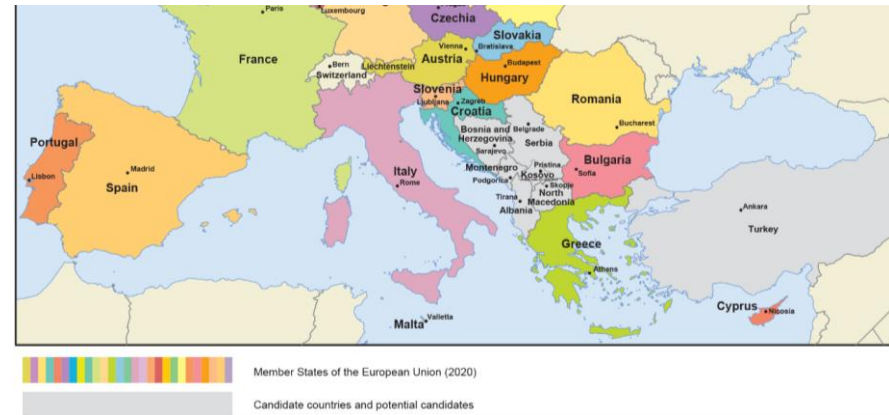 Paris
Luxembourg
Czechia
Slovakia
Vienna
Bratislava
France
Austria
Liechtenstein
Bern
Switzerland
Budapest
Hungary
Slovenia
Ljubljana
Zagreb
Croatia
Romania
Bucharest
Bosnia and
Herzegovina
Belgrade
Sarajevo
Serbia
Portugal
Madrid
Lisbon
Spain
Italy
Rome
Montenegro
Pristina
Podgorica
Kosovo
Bulgaria
Sofia
Skopje
Tirana
North
Macedonia
Albania
Ankara
Turkey
Greece
Athens
Malta
Valletta
Cyprus
Nicosia
Member States of the European Union (2020)
Candidate countries and potential candidates